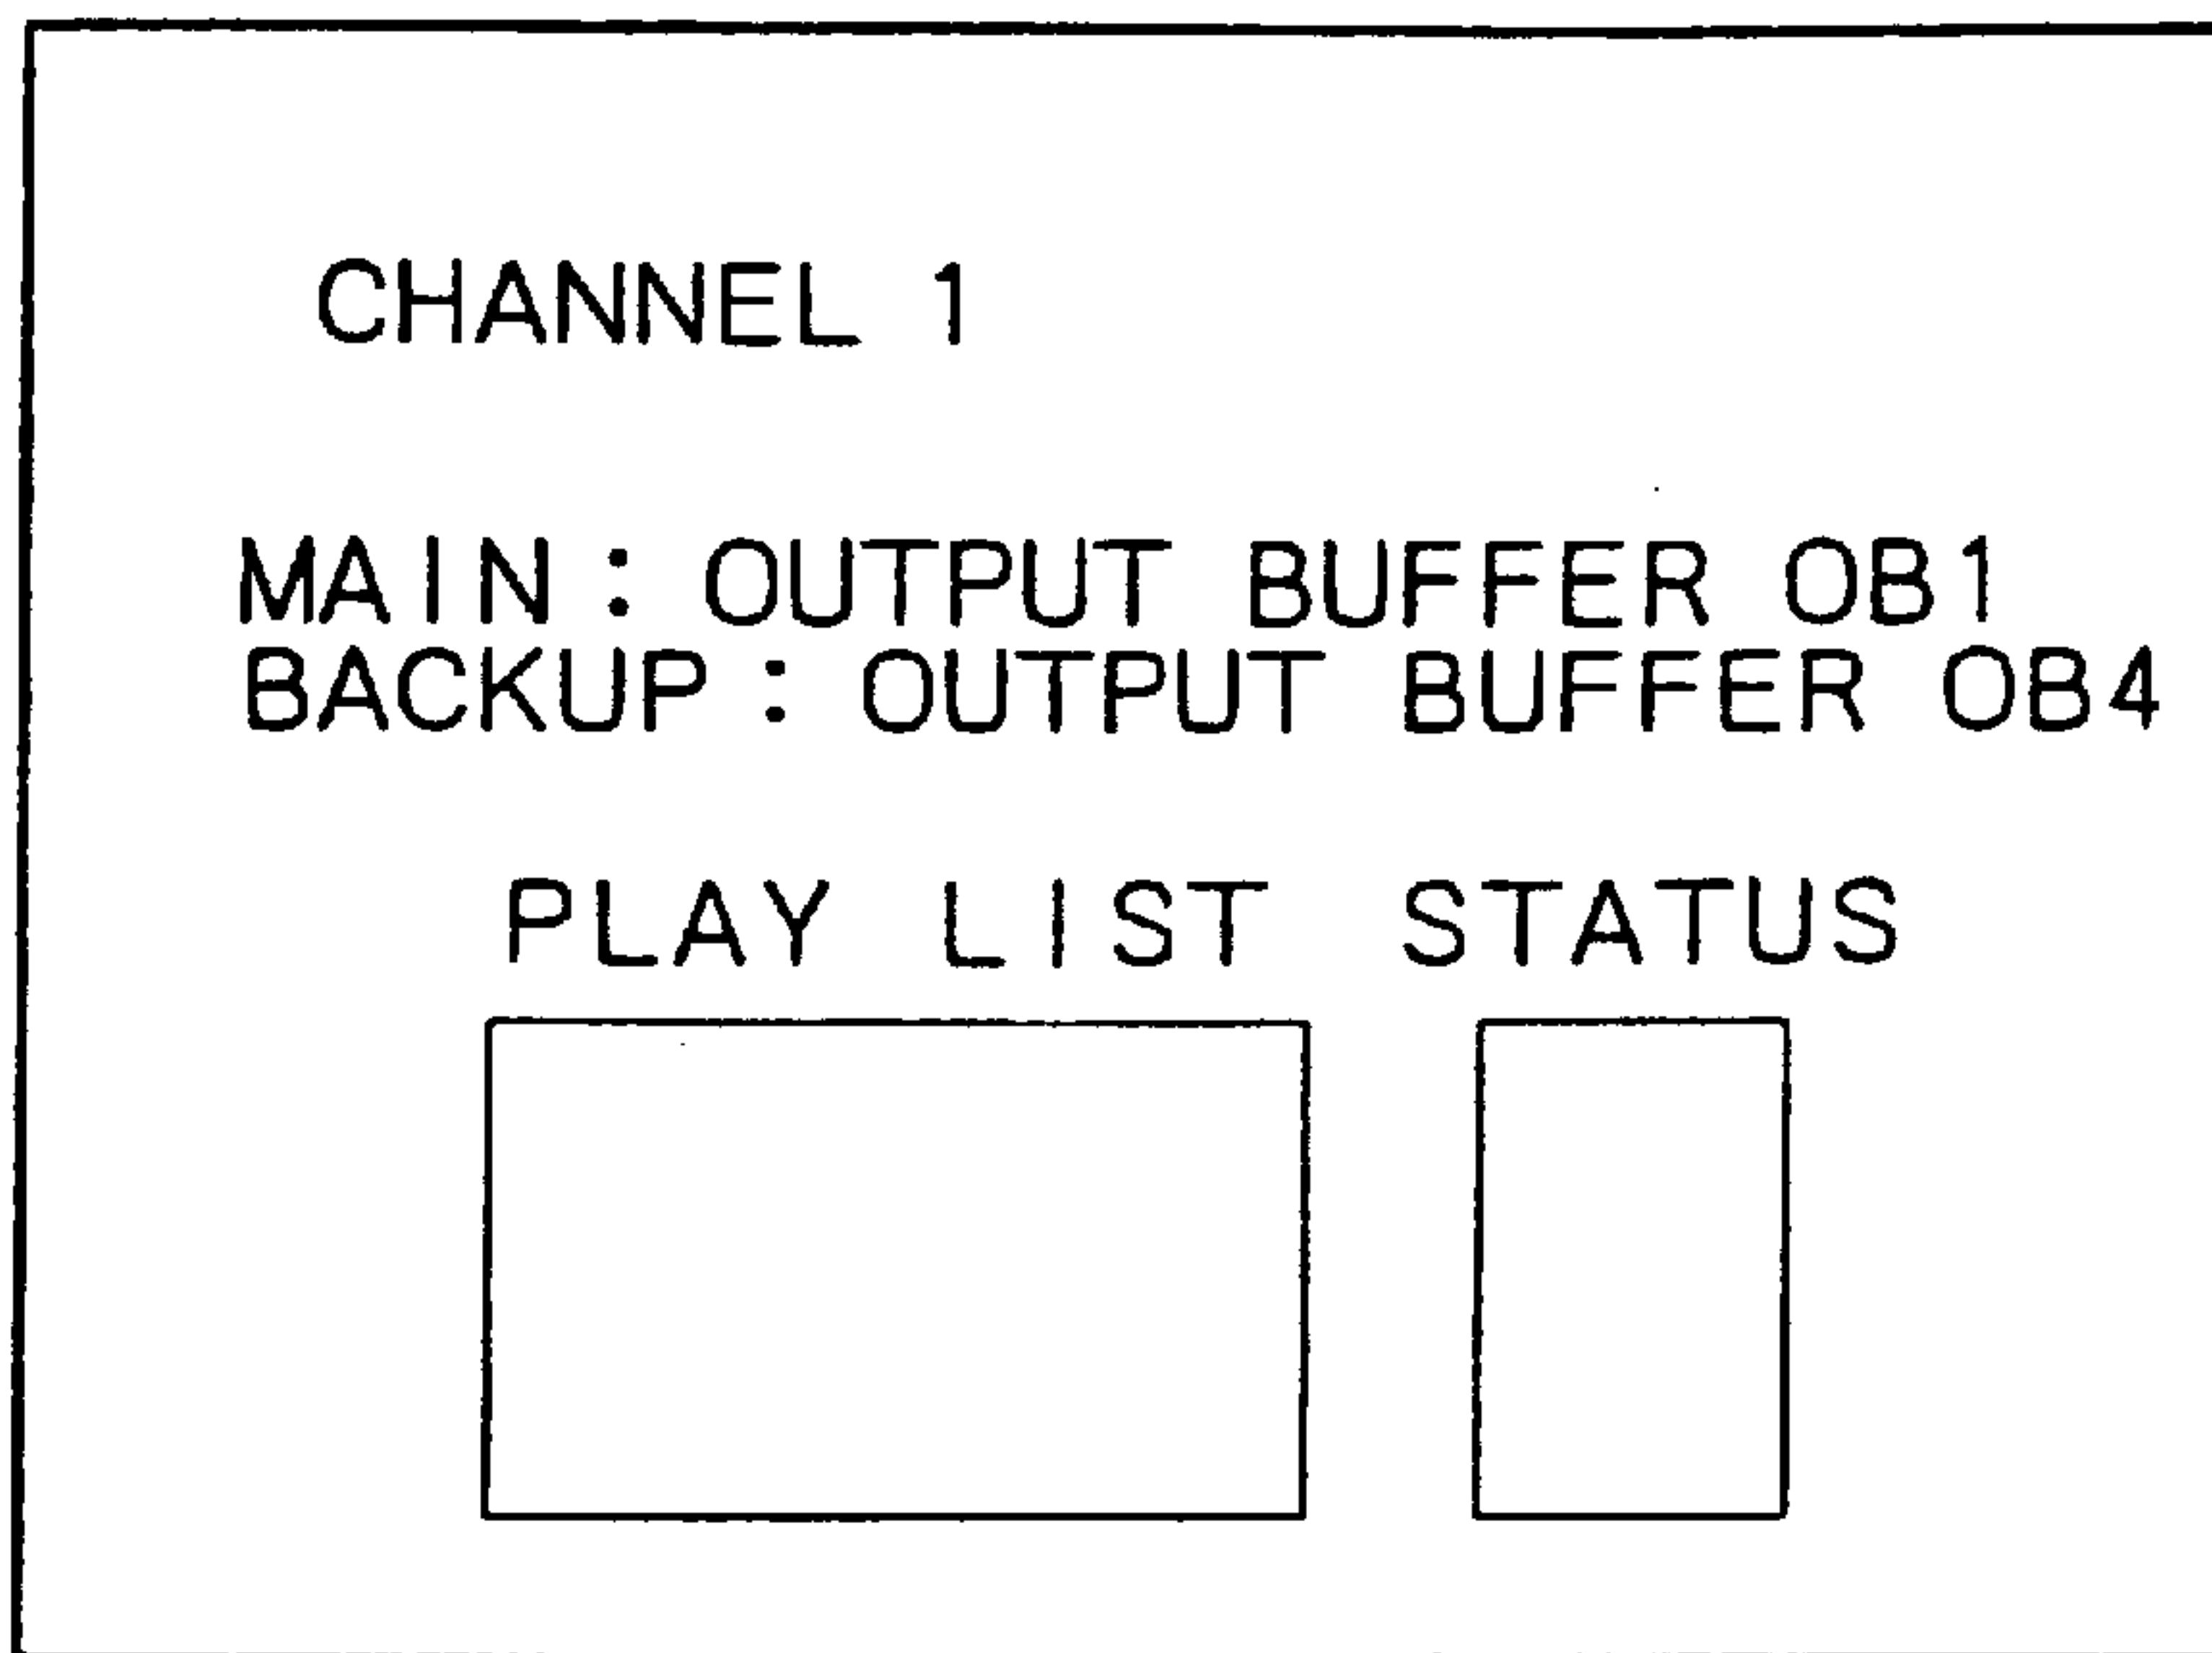 CHANNEL 1
MAIN: OUTPUT BUFFER OB1
BACKUP: OUTPUT BUFFER OB4
PLAY LIST STATUS